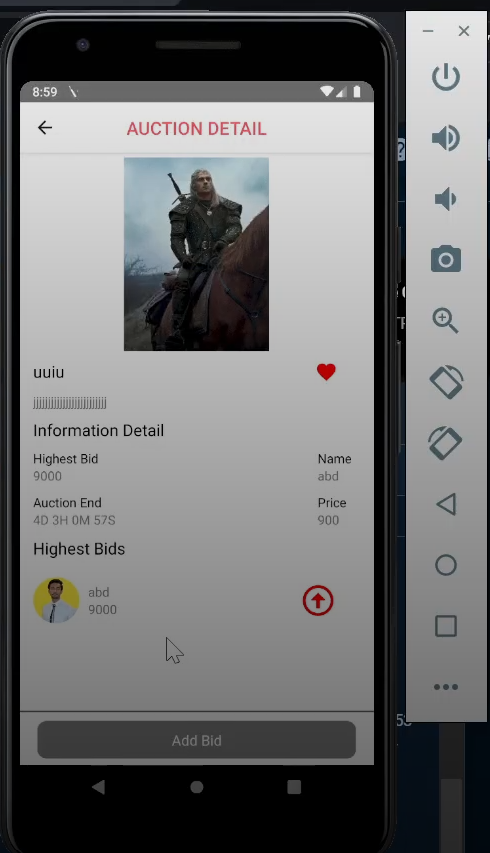 8:59
AUCTION DETAIL
uuiu
Information Detail
Highest Bid
Name
9000
abd
Auction End
Price
4D 3H 0M 57S
900
Highest Bids
abd
9000
Add Bid